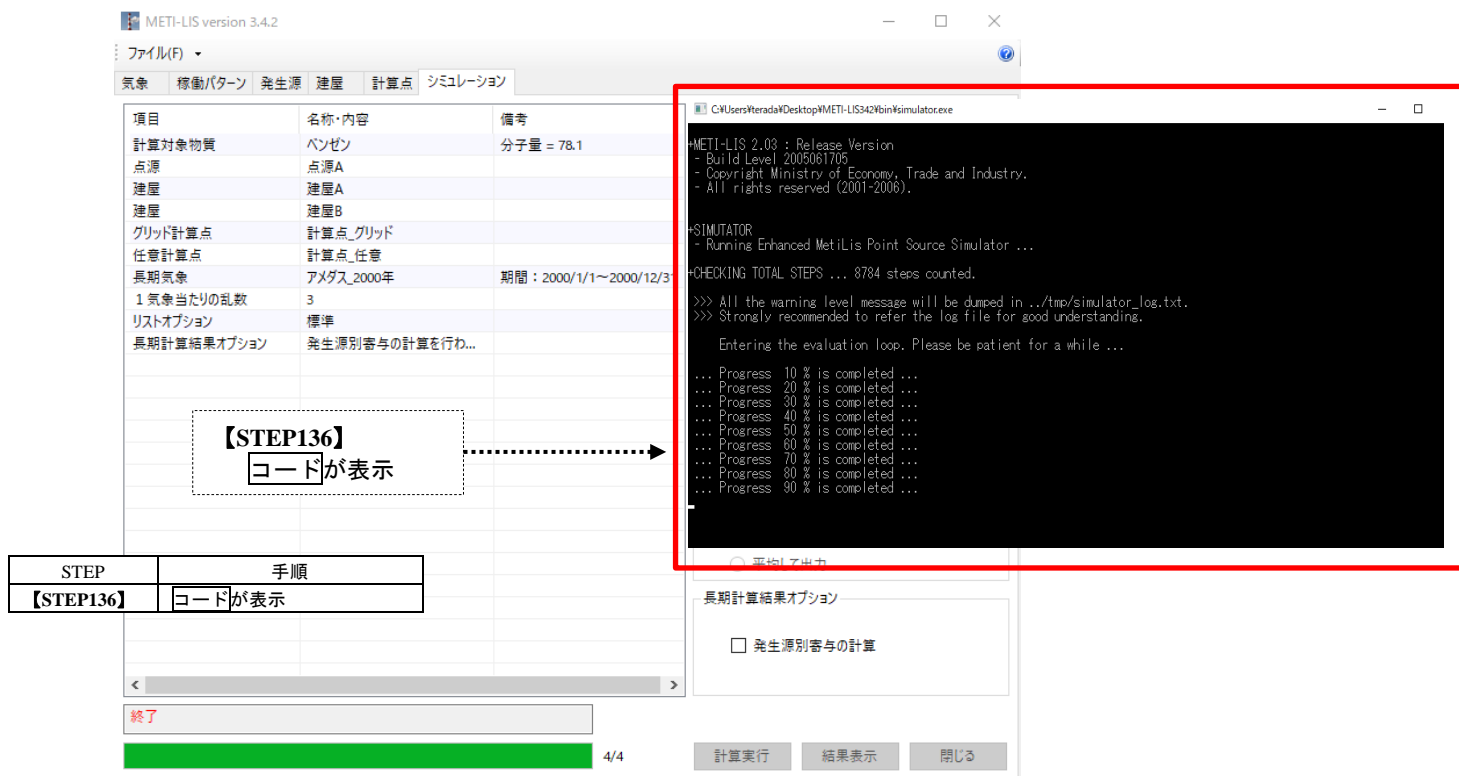 METI-LIS version 3.4.2
ファイル(F)
気象 稼働パターン 発生源 建屋 計算点 シミュレーション
項目 名称・内容 備考
計算対象物質 ベンゼン 分子量 = 78.1
点源 点源A
建屋 建屋A
建屋 建屋B
グリッド計算点 計算点_グリッド
任意計算点 計算点_任意
長期気象 アメダス_2000年 期間：2000/1/1～2000/12/31
1 気象当たりの乱数 3
リストオプション 標準
長期計算結果オプション 発生源別寄与の計算を行わ...
C:¥Users¥terada¥Desktop¥METI-LIS342¥bin¥simulator.exe
+METI-LIS 2.03 : Release Version
- Build Level 2005061705
- Copyright Ministry of Economy, Trade and Industry.
- All rights reserved (2001-2006).
+SIMUTATOR
- Running Enhanced MetiLis Point Source Simulator ...
+CHECKING TOTAL STEPS ... 8784 steps counted.
>>> All the warning level message will be dumped in ../tmp/simulator_log.txt.
>>> Strongly recommended to refer the log file for good understanding.
Entering the evaluation loop. Please be patient for a while ...
... Progress 10 % is completed ...
... Progress 20 % is completed ...
... Progress 30 % is completed ...
... Progress 40 % is completed ...
... Progress 50 % is completed ...
... Progress 60 % is completed ...
... Progress 70 % is completed ...
... Progress 80 % is completed ...
... Progress 90 % is completed ...
【STEP136】
コードが表示
STEP 手順
【STEP136】 コードが表示
平均して出力
長期計算結果オプション
発生源別寄与の計算
終了
4/4
計算実行 結果表示 閉じる